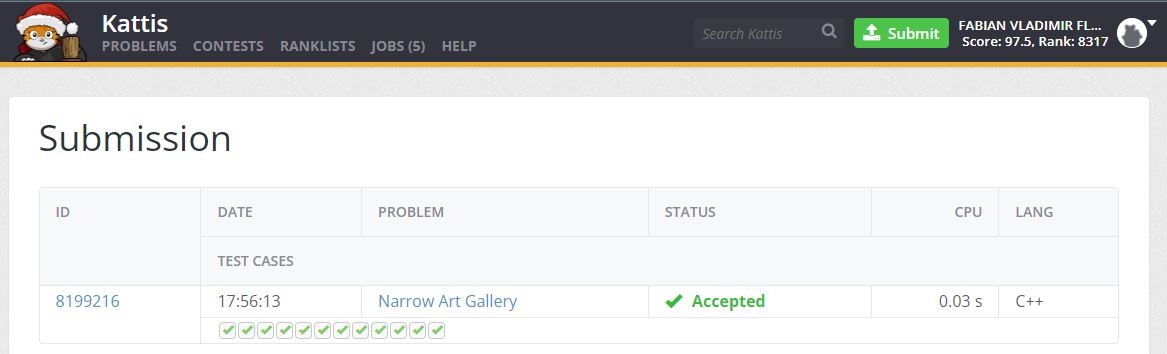 Kattis
PROBLEMS CONTESTS RANKLISTS JOBS (5) HELP
Search Kattis
Submit
FABIAN VLADIMIR FL...
Score: 97.5, Rank: 8317
Submission
ID DATE PROBLEM STATUS CPU LANG
TEST CASES
8199216 17:56:13 Narrow Art Gallery Accepted 0.03 s C++